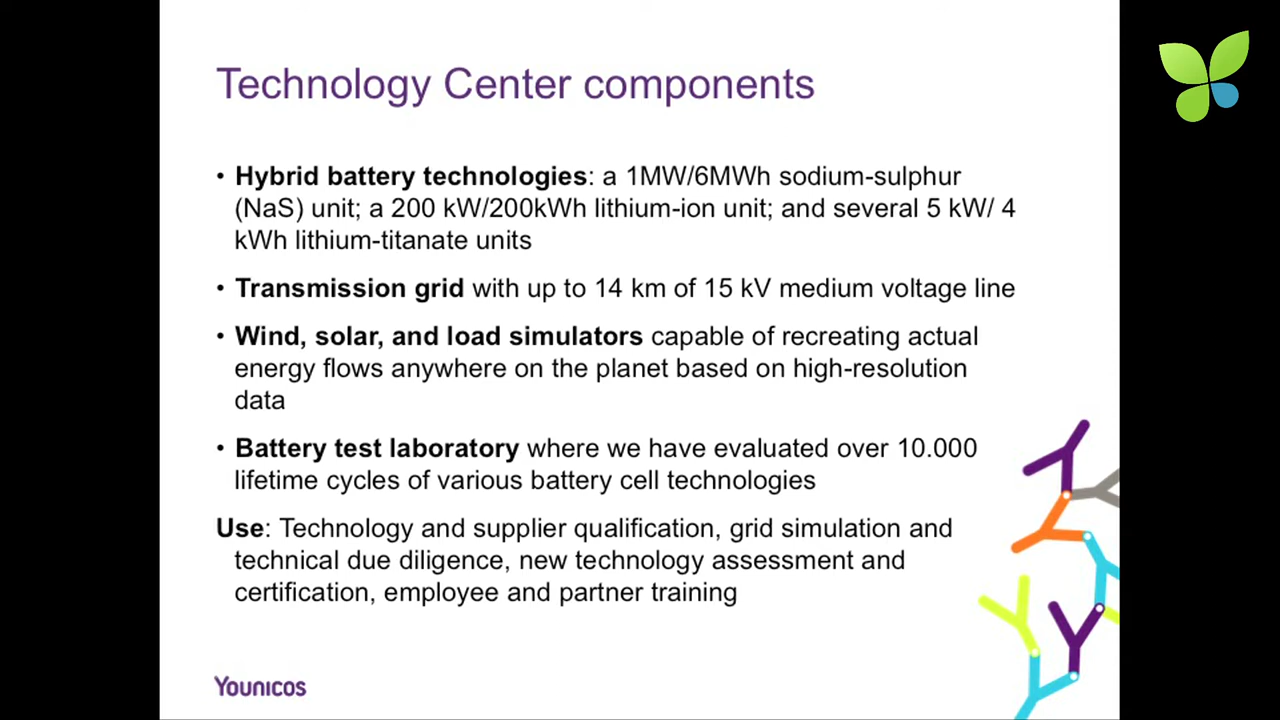 Technology Center components
• Hybrid battery technologies: a 1MW/6MWh sodium-sulphur
(NaS) unit; a 200 kW/200kWh lithium-ion unit; and several 5 kW/ 4
kWh lithium-titanate units
• Transmission grid with up to 14 km of 15 kV medium voltage line
• Wind, solar, and load simulators capable of recreating actual
energy flows anywhere on the planet based on high-resolution
data
• Battery test laboratory where we have evaluated over 10.000
lifetime cycles of various battery cell technologies
Use: Technology and supplier qualification, grid simulation and
technical due diligence, new technology assessment and
certification, employee and partner training
Younicos